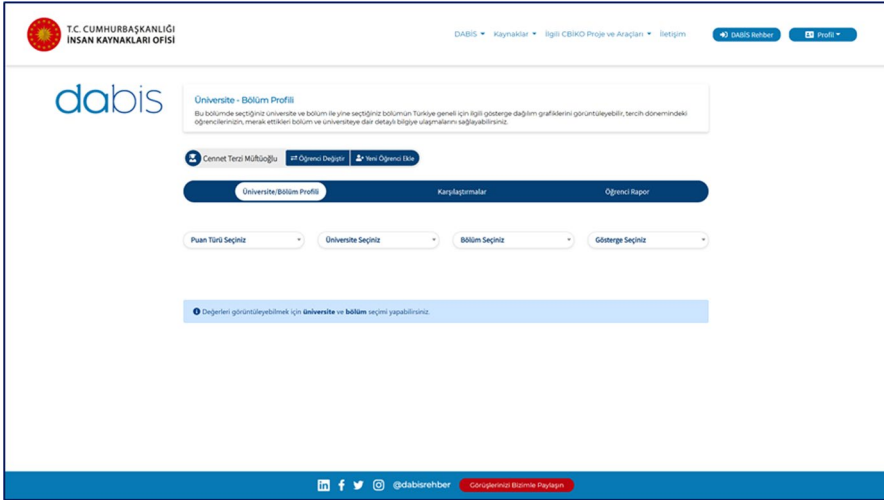 T.C. CUMHURBAŞKANLIĞI
İNSAN KAYNAKLARI OFİSİ
DABİS Kaynaklar İlgili CBİKO Proje ve Araçları İletişim DABİS Rehber Profil
dabis
Üniversite - Bölüm Profili
Bu bölümde seçtiğiniz üniversite ve bölüm ile yine seçtiğiniz bölümün Türkiye geneli için ilgili gösterge dağılım grafiklerini görüntüleyebilir, tercih dönemindeki
öğrencilerinizin, merak ettikleri bölüm ve üniversiteye dair detaylı bilgiye ulaşmalarını sağlayabilirsiniz.
Cennet Terzi Müftüoğlu Öğrenci Değiştir Yeni Öğrenci Ekle
Üniversite/Bölüm Profili Karşılaştırmalar Öğrenci Rapor
Puan Türü Seçiniz Üniversite Seçiniz Bölüm Seçiniz Gösterge Seçiniz
Değerleri görüntüleyebilmek için üniversite ve bölüm seçimi yapabilirsiniz.
@dabisrehber Görüşlerinizi Bizimle Paylaşın